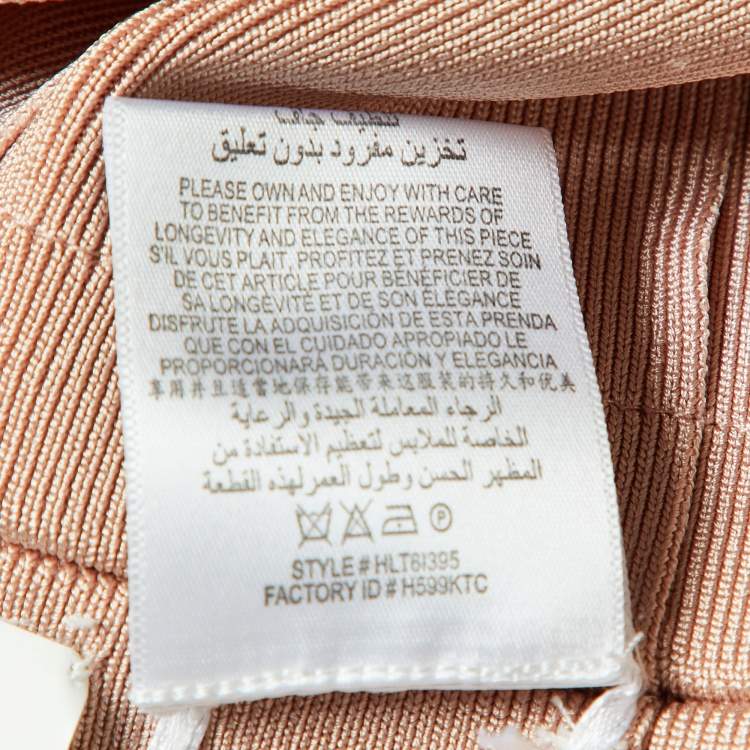 تخزين مفرود بدون تعليق
PLEASE OWN AND ENJOY WITH CARE
TO BENEFIT FROM THE REWARDS OF
LONGEVITY AND ELEGANCE OF THIS PIECE
S'IL VOUS PLAIT, PROFITEZ ET PRENEZ SOIN
DE CET ARTICLE POUR BÉNÉFICIER DE
SA LONGÉVITÉ ET DE SON ÉLÉGANCE
DISFRUTE LA ADQUISICIÓN DE ESTA PRENDA
QUE CON EL CUIDADO APROPIADO LE
PROPORCIONARÁ DURACIÓN Y ELEGANCIA
享用并且适當地保存能带来这服装的持久和优美
الرجاء المعاملة الجيدة والرعاية
الخاصة للملابس لتعظيم الاستفادة من
المظهر الحسن وطول العمر لهذه القطعة
P
STYLE # HLT6I395
FACTORY ID # H599KTC